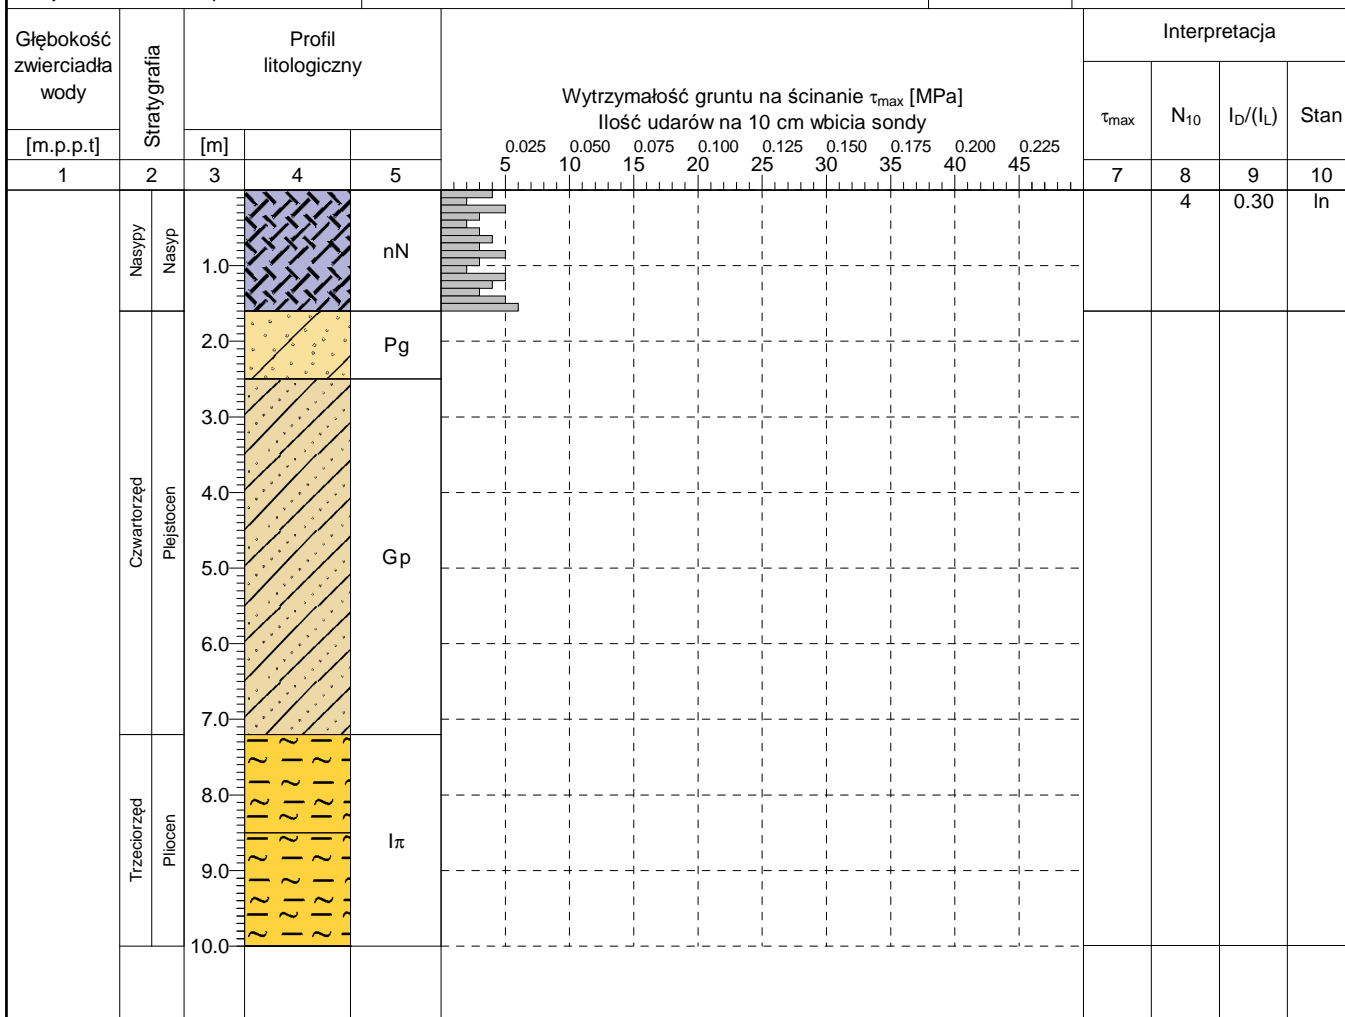 Głębokość
zwierciadła
wody
[m.p.p.t]
Stratygrafia
Profil
litologiczny
[m]
Wytrzymałość gruntu na ścinanie τmax [MPa]
Ilość udarów na 10 cm wbicia sondy
0.025 0.050 0.075 0.100 0.125 0.150 0.175 0.200 0.225
5 10 15 20 25 30 35 40 45
Interpretacja
τmax N10 ID/(IL) Stan
1 2 3 4 5 7 8 9 10
4 0.30 ln
Nasypy
Nasyp
nN
1.0
2.0
Pg
3.0
4.0
Czwartorzęd
Plejstocen
5.0
Gp
6.0
7.0
8.0
Trzeciorzęd
Pliocen
Iπ
9.0
10.0